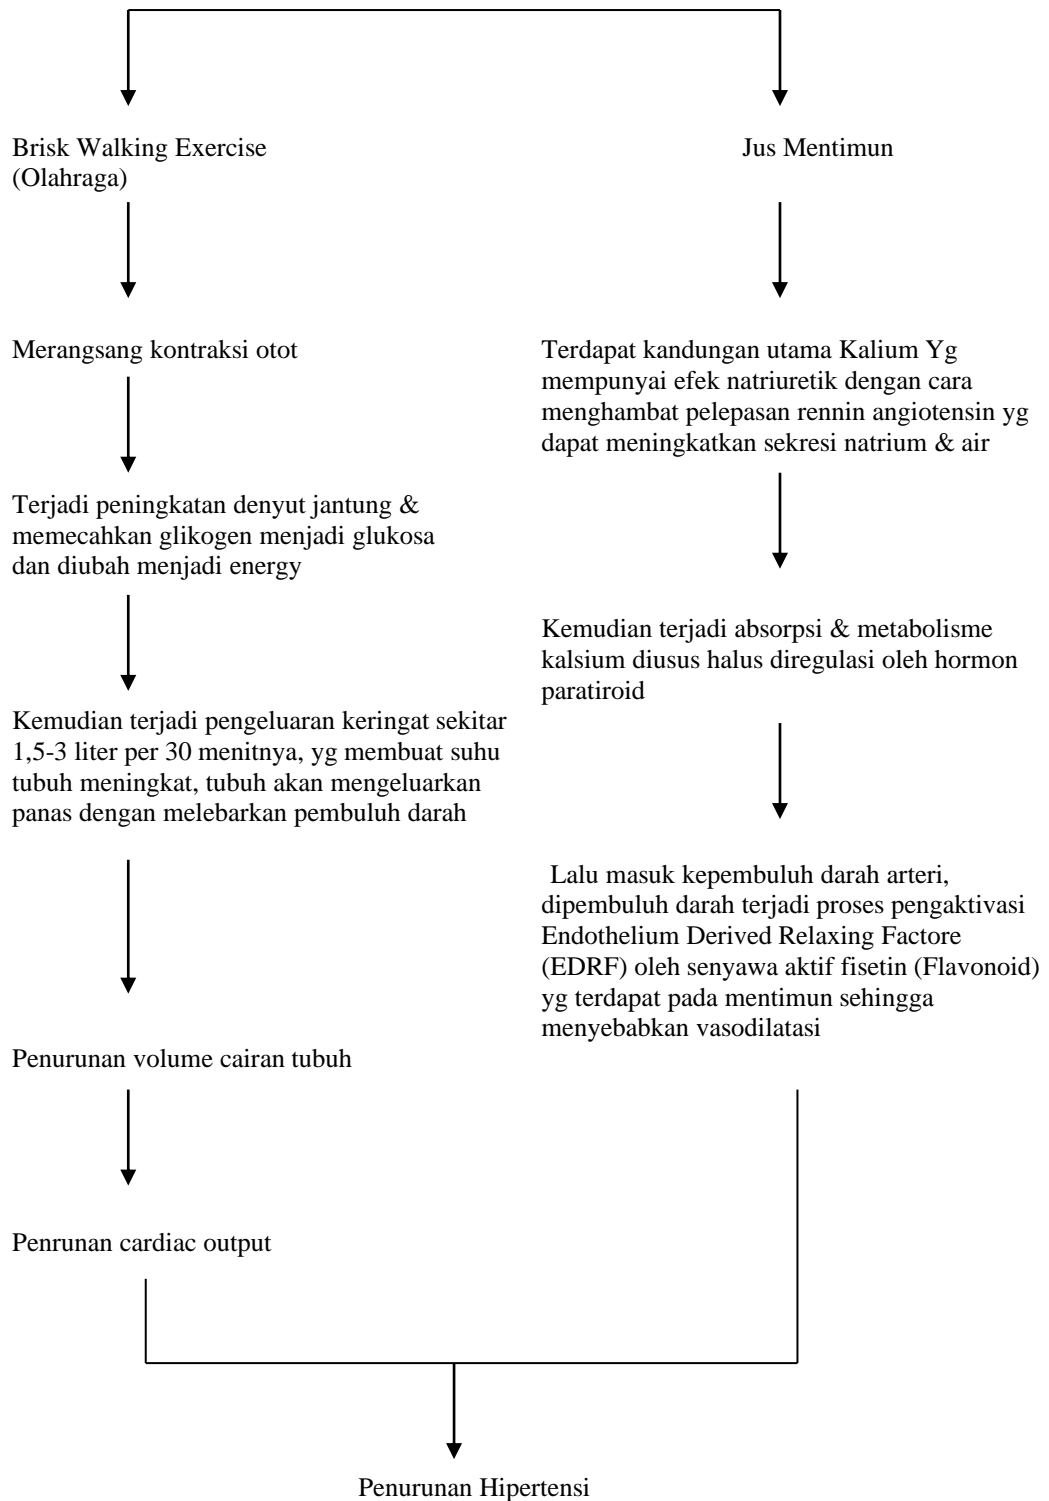 Brisk Walking Exercise
(Olahraga)
Merangsang kontraksi otot
Terjadi peningkatan denyut jantung &
memecahkan glikogen menjadi glukosa
dan diubah menjadi energy
Kemudian terjadi pengeluaran keringat sekitar
1,5-3 liter per 30 menitnya, yg membuat suhu
tubuh meningkat, tubuh akan mengeluarkan
panas dengan melebarkan pembuluh darah
Penurunan volume cairan tubuh
Penrunan cardiac output
Jus Mentimun
Terdapat kandungan utama Kalium Yg
mempunyai efek natriuretik dengan cara
menghambat pelepasan rennin angiotensin yg
dapat meningkatkan sekresi natrium & air
Kemudian terjadi absorpsi & metabolisme
kalsium diusus halus diregulasi oleh hormon
paratiroid
Lalu masuk kepembuluh darah arteri,
dipembuluh darah terjadi proses pengaktivasi
Endothelium Derived Relaxing Factore
(EDRF) oleh senyawa aktif fisetin (Flavonoid)
yg terdapat pada mentimun sehingga
menyebabkan vasodilatasi
Penurunan Hipertensi